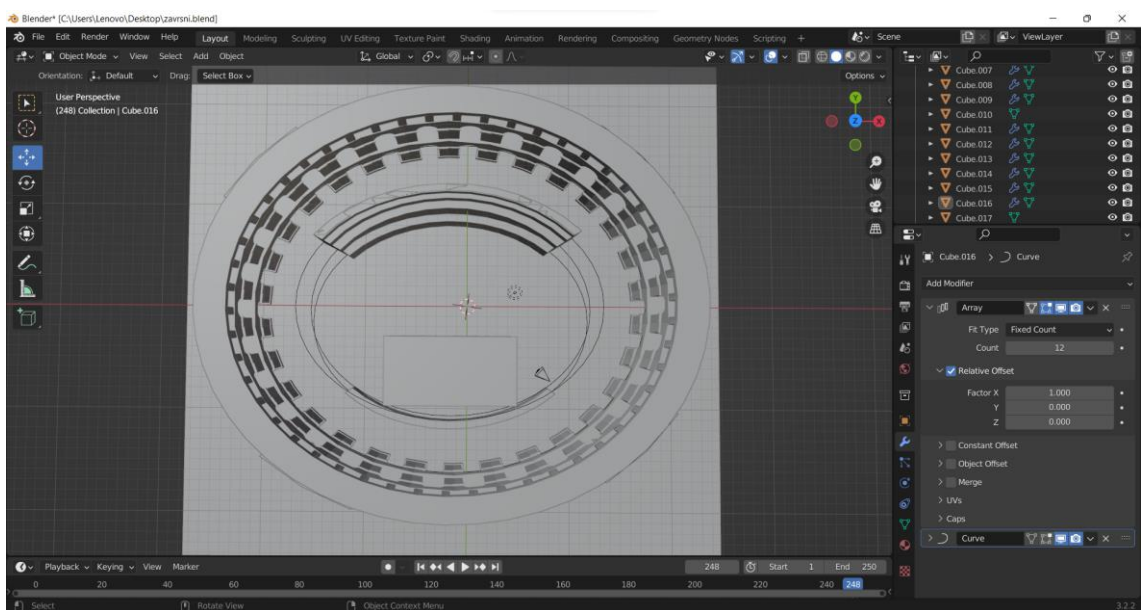 Blender* [C:\Users\Lenovo\Desktop\zavrsni.blend]
File Edit Render Window Help Layout Modeling Sculpting UV Editing Texture Paint Shading Animation Rendering Compositing Geometry Nodes Scripting + Scene ViewLayer
Object Mode View Select Add Object Global
Orientation: Default Drag: Select Box Options
User Perspective
(248) Collection | Cube.016
Y
Z X
Cube.007
Cube.008
Cube.009
Cube.010
Cube.011
Cube.012
Cube.013
Cube.014
Cube.015
Cube.016
Cube.017
Cube.016 > Curve
Add Modifier
Array
Fit Type Fixed Count
Count 12
Relative Offset
Factor X 1.000
Y 0.000
Z 0.000
Constant Offset
Object Offset
Merge
UVs
Caps
Curve
Playback Keying View Marker 248 Start 1 End 250
0 20 40 60 80 100 120 140 160 180 200 220 240 248
Select Rotate View Object Context Menu 3.2.2